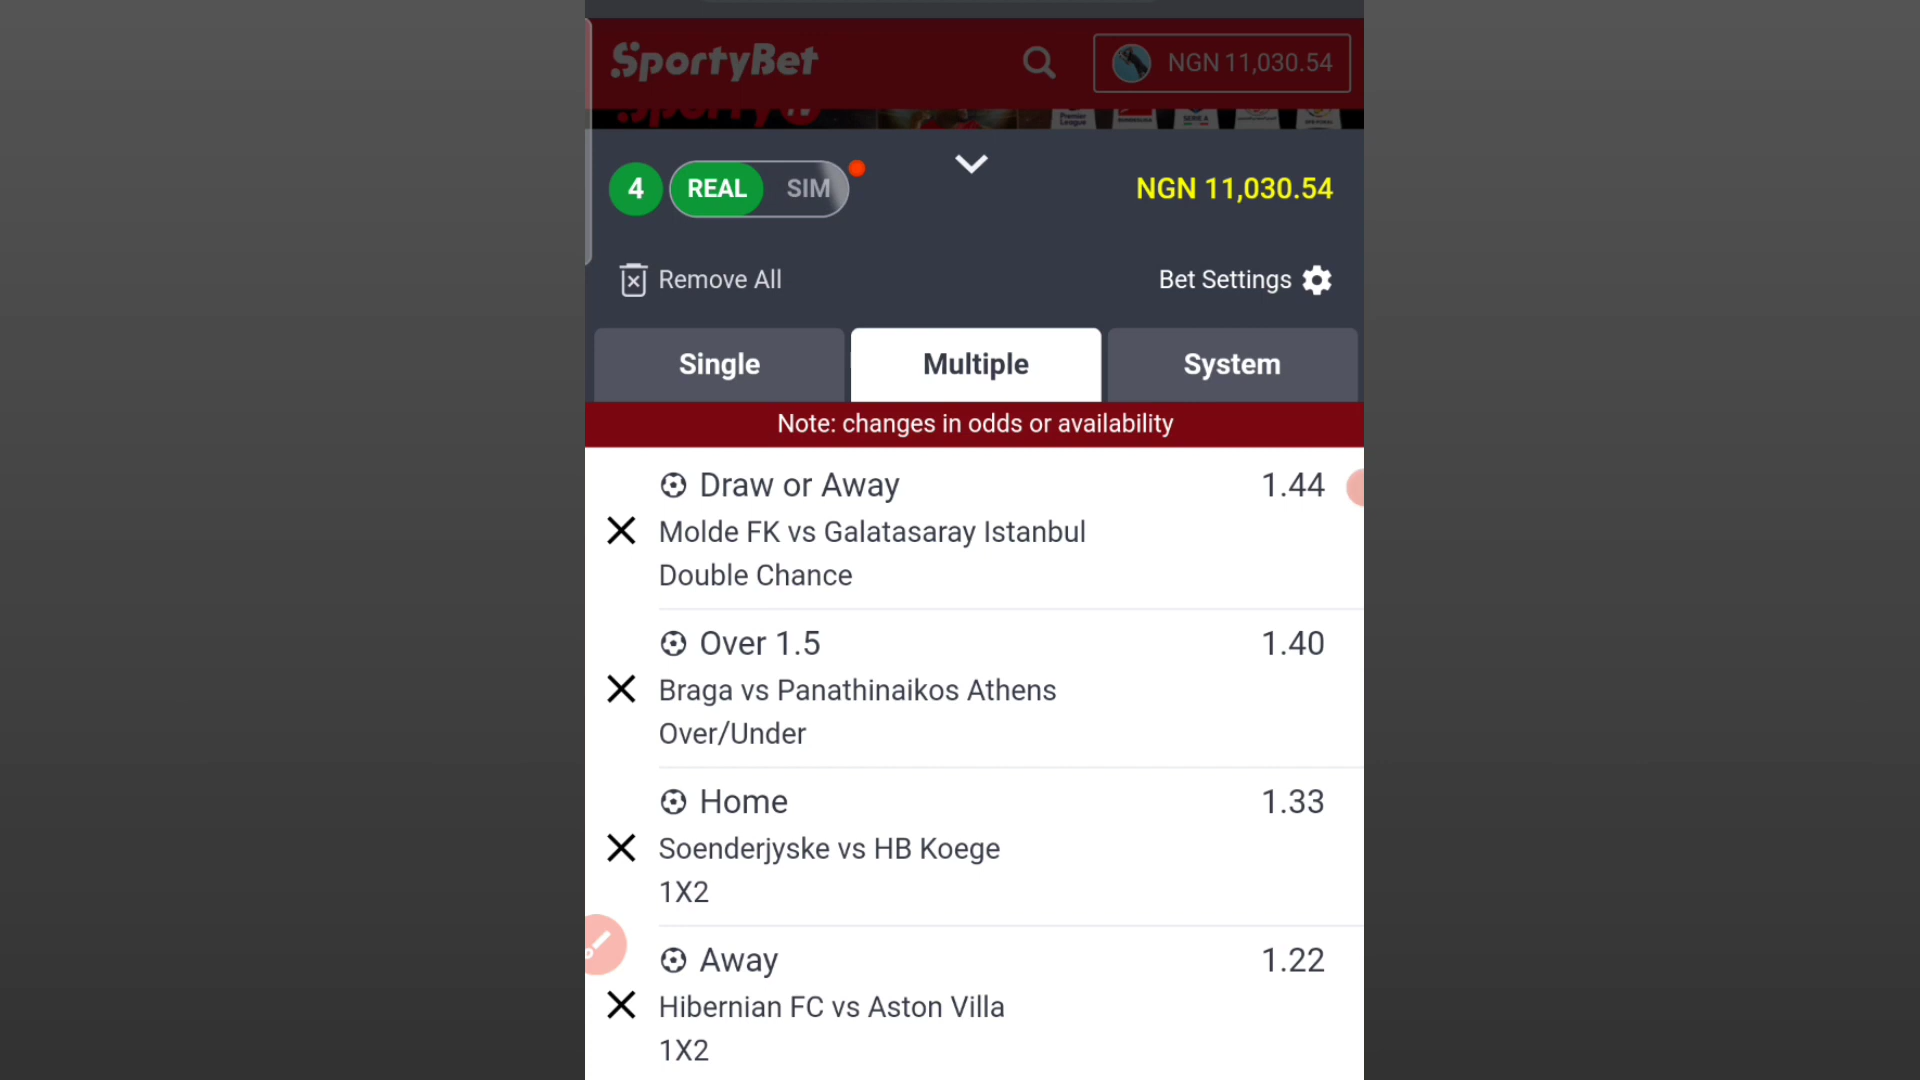 SportyBet
NGN 11,030.54
Premier
League
SERIE A
4
REAL
SIM
NGN 11,030.54
Remove All
Bet Settings
Single
Multiple
System
Note: changes in odds or availability
Draw or Away
1.44
Molde FK vs Galatasaray Istanbul
Double Chance
Over 1.5
1.40
Braga vs Panathinaikos Athens
Over/Under
Home
1.33
Soenderjyske vs HB Koege
1X2
Away
1.22
Hibernian FC vs Aston Villa
1X2